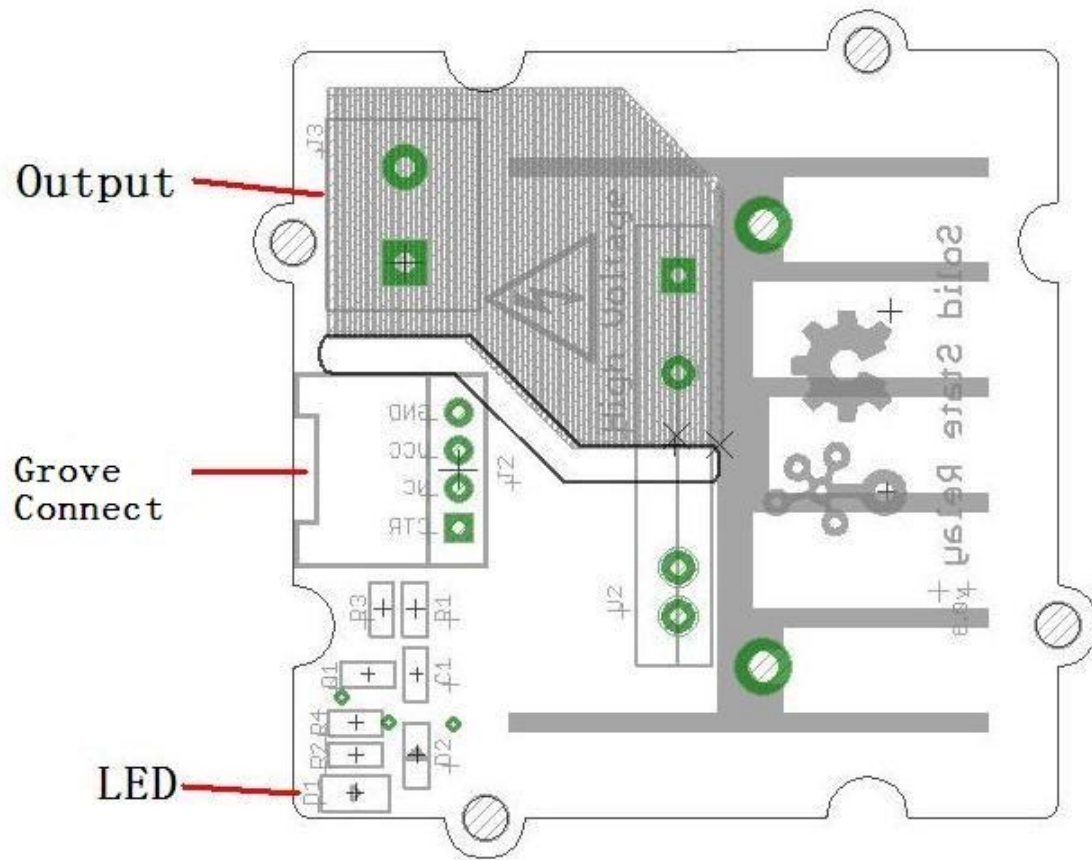 J3
Output
High Voltage
Solid State Relay
GND
VCC
NC
CTR
J2
Grove
Connect
U2
R3
R1
Q1
C1
R4
R2
D2
LED
D1